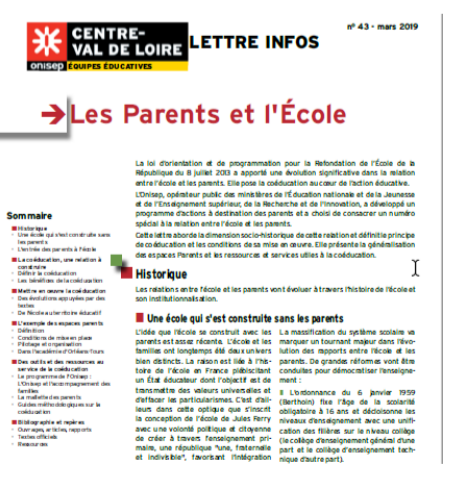 nº 43 - mars 2019
CENTRE-
VAL DE LOIRE
LETTRE INFOS
onisep ÉQUIPES ÉDUCATIVES
Les Parents et l'École
La loi d'orientation et de programmation pour la Refondation de l'École de la
République du 8 juillet 2013 a apporté une évolution significative dans la relation
entre l'école et les parents. Elle pose la coéducation au cœur de l'action éducative.
L'Onisep, opérateur public des ministères de l'Éducation nationale et de la Jeunesse
et de l'Enseignement supérieur, de la Recherche et de l'Innovation, a développé un
programme d'actions à destination des parents et a choisi de consacrer un numéro
spécial à la relation entre l'école et les parents.
Cette lettre aborde la dimension socio-historique de cette relation et définit le principe
de coéducation et les conditions de sa mise en œuvre. Elle présente la généralisation
des espaces Parents et les ressources et services utiles à la coéducation.
Sommaire
Historique
- Une école qui s'est construite sans
les parents
- L'entrée des parents à l'école
La coéducation, une relation à
construire
- Définir la coéducation
- Les bénéfices de la coéducation
Mettre en œuvre la coéducation
- Des évolutions appuyées par des
textes
- De l'école au territoire éducatif
L'exemple des espaces parents
- Définition
- Conditions de mise en place
- Pilotage et organisation
- Dans l'académie d'Orléans-Tours
Des outils et des ressources au
service de la coéducation
- Le programme de l'Onisep :
L'Onisep et l'accompagnement des
familles
- La mallette des parents
- Guides méthodologiques sur la
coéducation
Bibliographie et repères
- Ouvrages, articles, rapports
- Textes officiels
- Ressources
Historique
Les relations entre l'école et les parents vont évoluer à travers l'histoire de l'école et
son institutionnalisation.
Une école qui s'est construite sans les parents
L'idée que l'école se construit avec les
parents est assez récente. L'école et les
familles ont longtemps été deux univers
bien distincts. La raison est liée à l'his-
toire de l'école en France plébiscitant
un État éducateur dont l'objectif est de
transmettre des valeurs universelles et
d'effacer les particularismes. C'est d'ail-
leurs dans cette optique que s'inscrit
la conception de l'école de Jules Ferry
avec une volonté politique et citoyenne
de créer à travers l'enseignement pri-
maire, une république "une, fraternelle
et indivisible", favorisant l'intégration
La massification du système scolaire va
marquer un tournant majeur dans l'évo-
lution des rapports entre l'école et les
parents. De grandes réformes vont être
conduites pour démocratiser l'enseigne-
ment :
L'ordonnance du 6 janvier 1959
(Berthoin) fixe l'âge de la scolarité
obligatoire à 16 ans et décloisonne les
niveaux d'enseignement avec une unifi-
cation des filières sur le niveau collège
(le collège d'enseignement général d'une
part et le collège d'enseignement tech-
nique d'autre part).